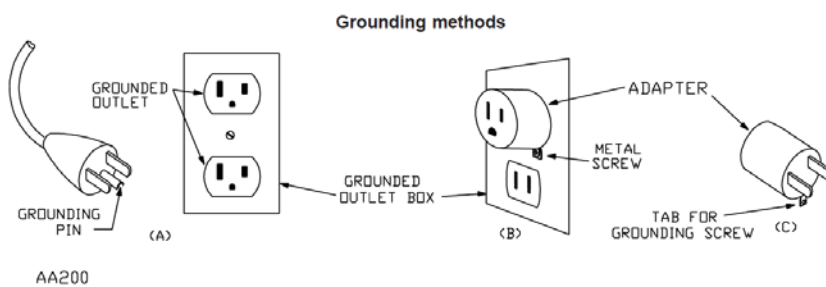 Grounding methods
GROUNDED
OUTLET
GROUNDING
PIN
(A)
GROUNDED
OUTLET BOX
ADAPTER
METAL
SCREW
(B)
TAB FOR
GROUNDING SCREW
(C)
AA200